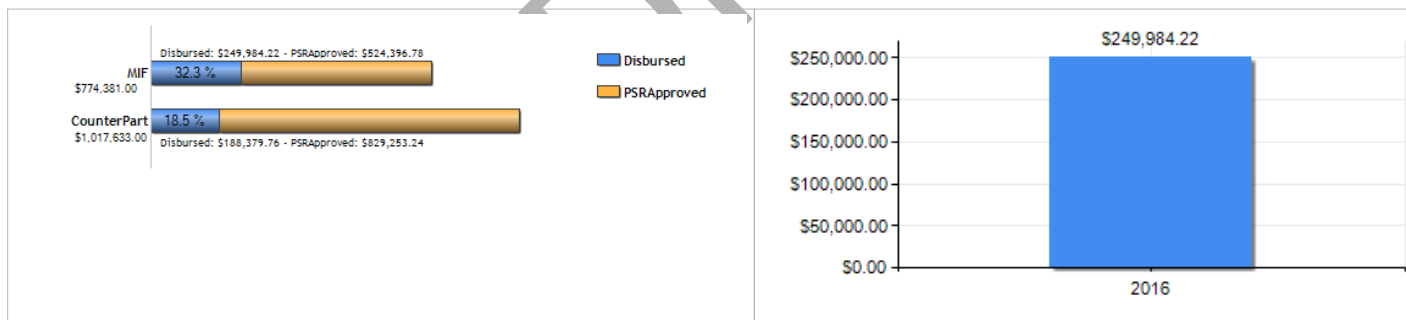 Disbursed: $249,984.22 - PSRApproved: $524,396.78
MIF
32.3 %
$774,381.00
CounterPart
18.5 %
$1,017,633.00
Disbursed: $188,379.76 - PSRApproved: $829,253.24
Disbursed
PSRApproved
$249,984.22
$250,000.00
$200,000.00
$150,000.00
$100,000.00
$50,000.00
$0.00
2016